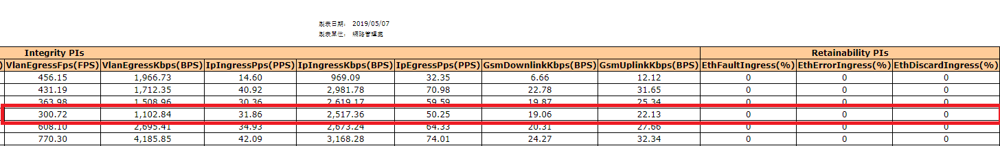 製表日期： 2019/05/07
製表單位： 網路管理處
Integrity PIs Retainability PIs
) VlanEgressFps(FPS) VlanEgressKbps(BPS) IpIngressPps(PPS) IpIngressKbps(BPS) IpEgressPps(PPS) GsmDownlinkKbps(BPS) GsmUplinkKbps(BPS) EthFaultIngress(%) EthErrorIngress(%) EthDiscardIngress(%)
456.15 1,966.73 14.60 969.09 32.35 6.66 12.12 0 0 0
431.19 1,712.35 40.92 2,981.78 70.98 22.78 31.65 0 0 0
363.98 1,508.96 30.36 2,619.17 59.59 19.87 25.34 0 0 0
300.72 1,102.84 31.86 2,517.36 50.25 19.06 22.13 0 0 0
608.10 2,695.41 34.93 2,673.24 64.33 20.31 27.66 0 0 0
770.30 4,185.85 42.09 3,168.28 74.01 24.27 32.34 0 0 0